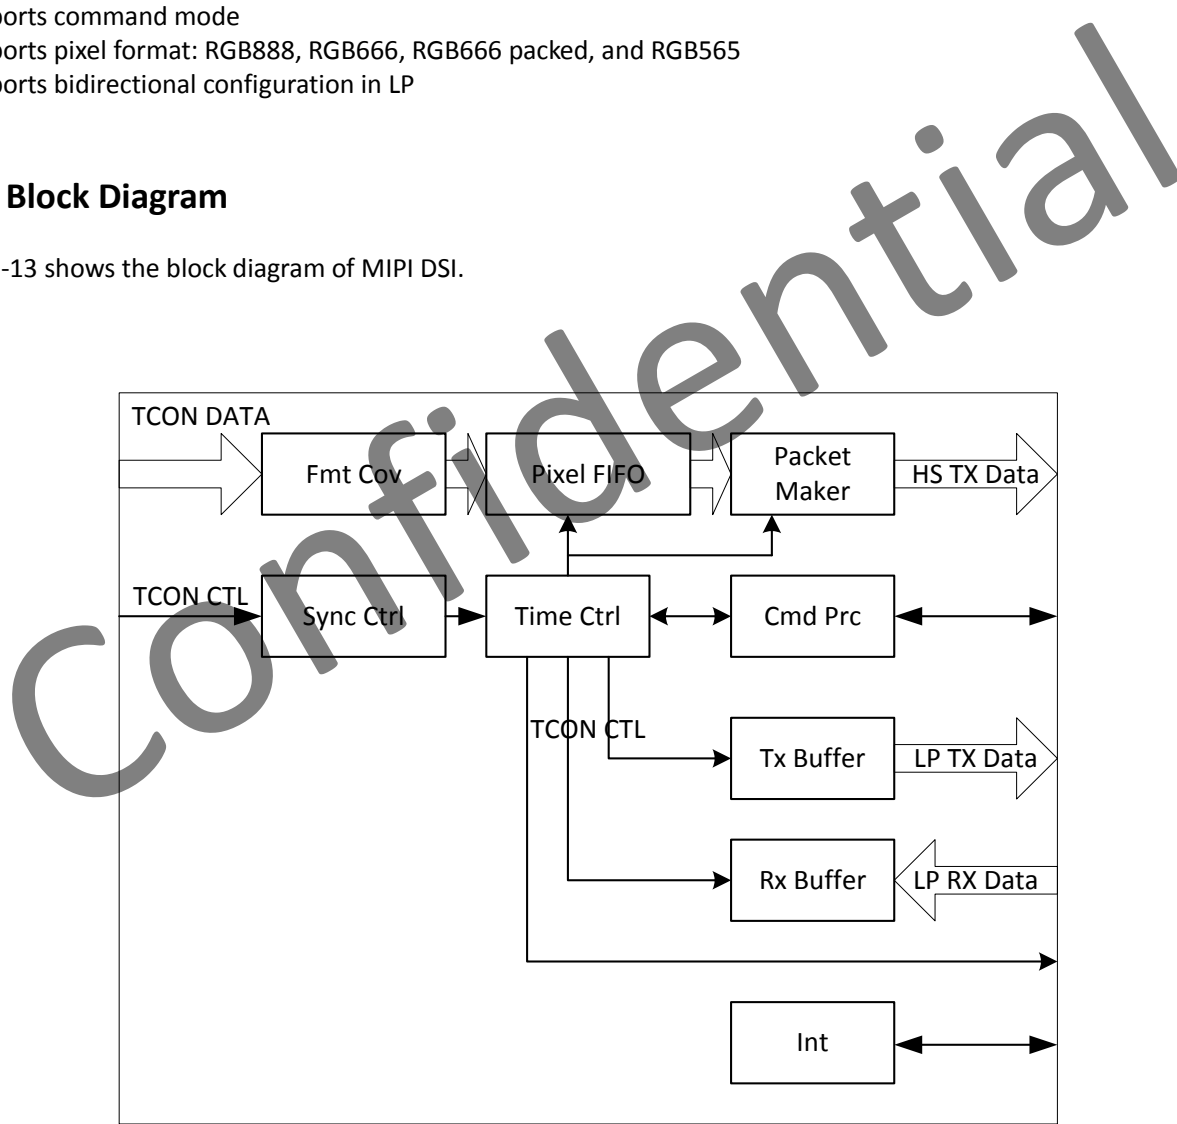 ports command mode
ports pixel format: RGB888, RGB666, RGB666 packed, and RGB565
ports bidirectional configuration in LP
Block Diagram
-13 shows the block diagram of MIPI DSI.
Confidential
TCON DATA
Fmt Cov
Pixel FIFO
Packet
Maker
HS TX Data
TCON CTL
Sync Ctrl
Time Ctrl
Cmd Prc
TCON CTL
Tx Buffer
LP TX Data
Rx Buffer
LP RX Data
Int